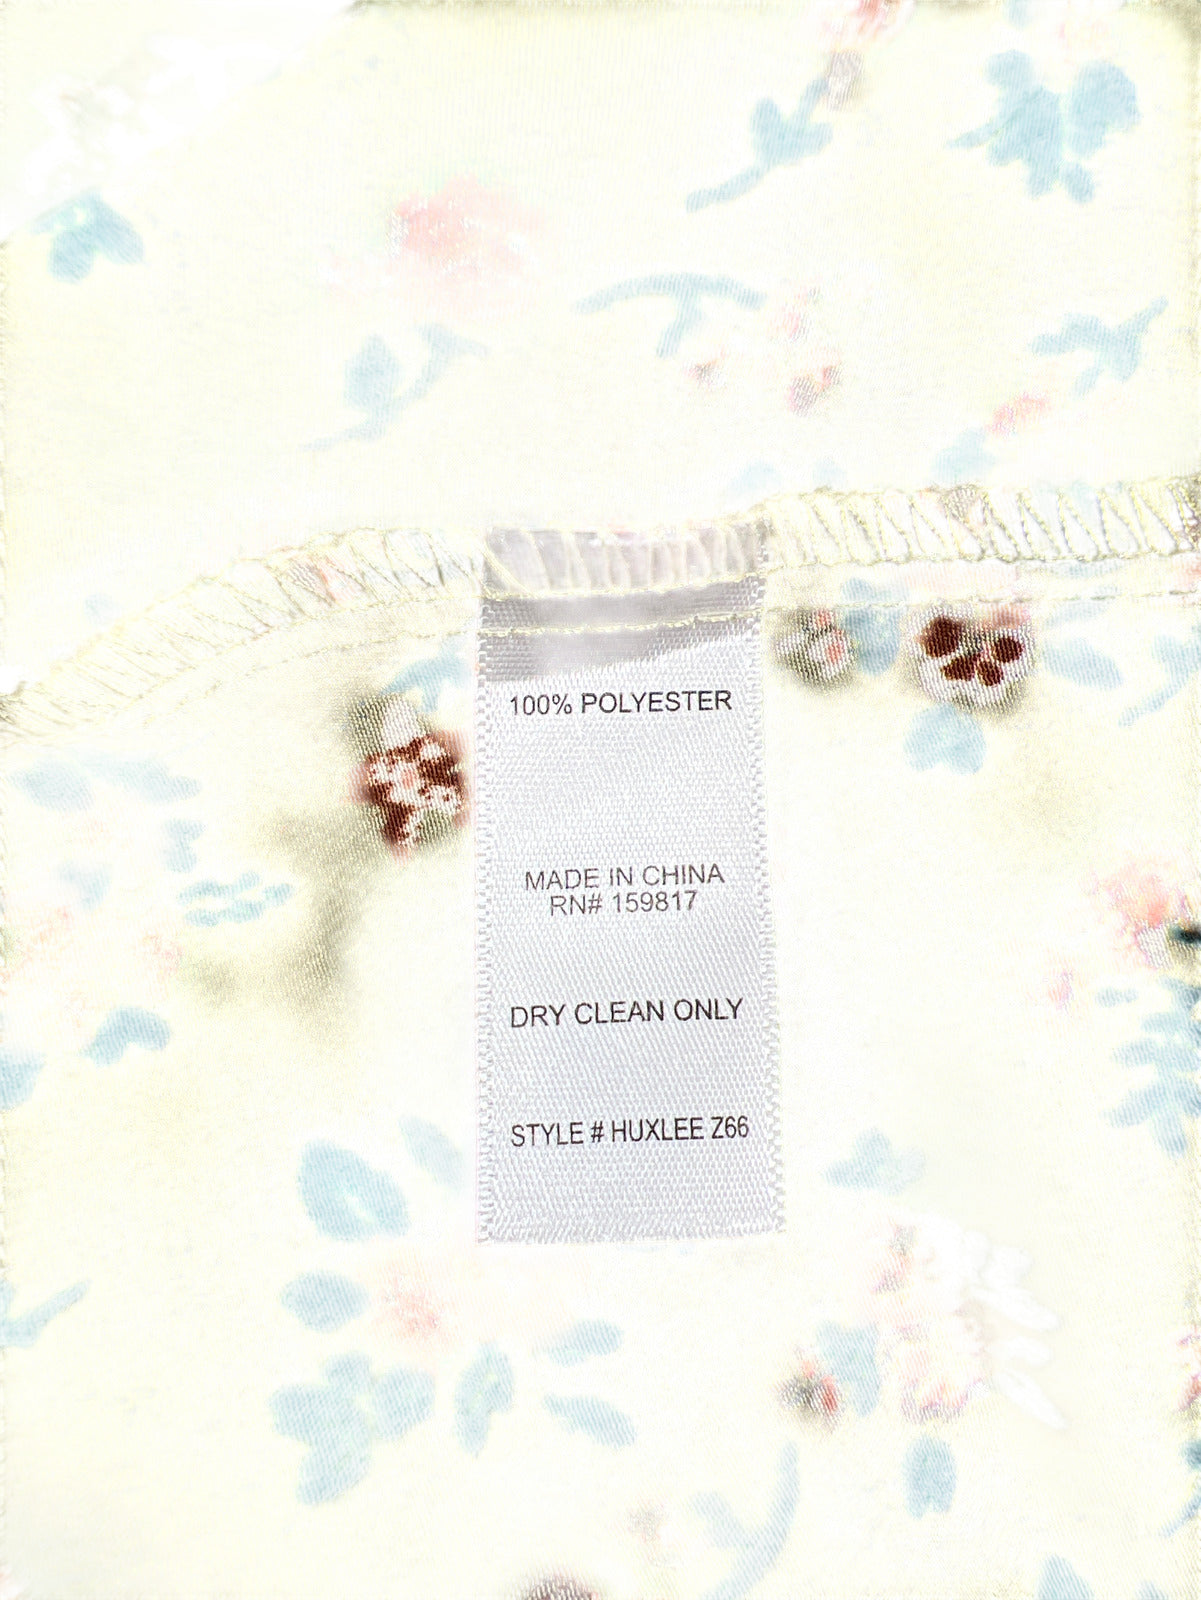 100% POLYESTER
MADE IN CHINA
RN# 159817
DRY CLEAN ONLY
STYLE # HUXLEE Z66